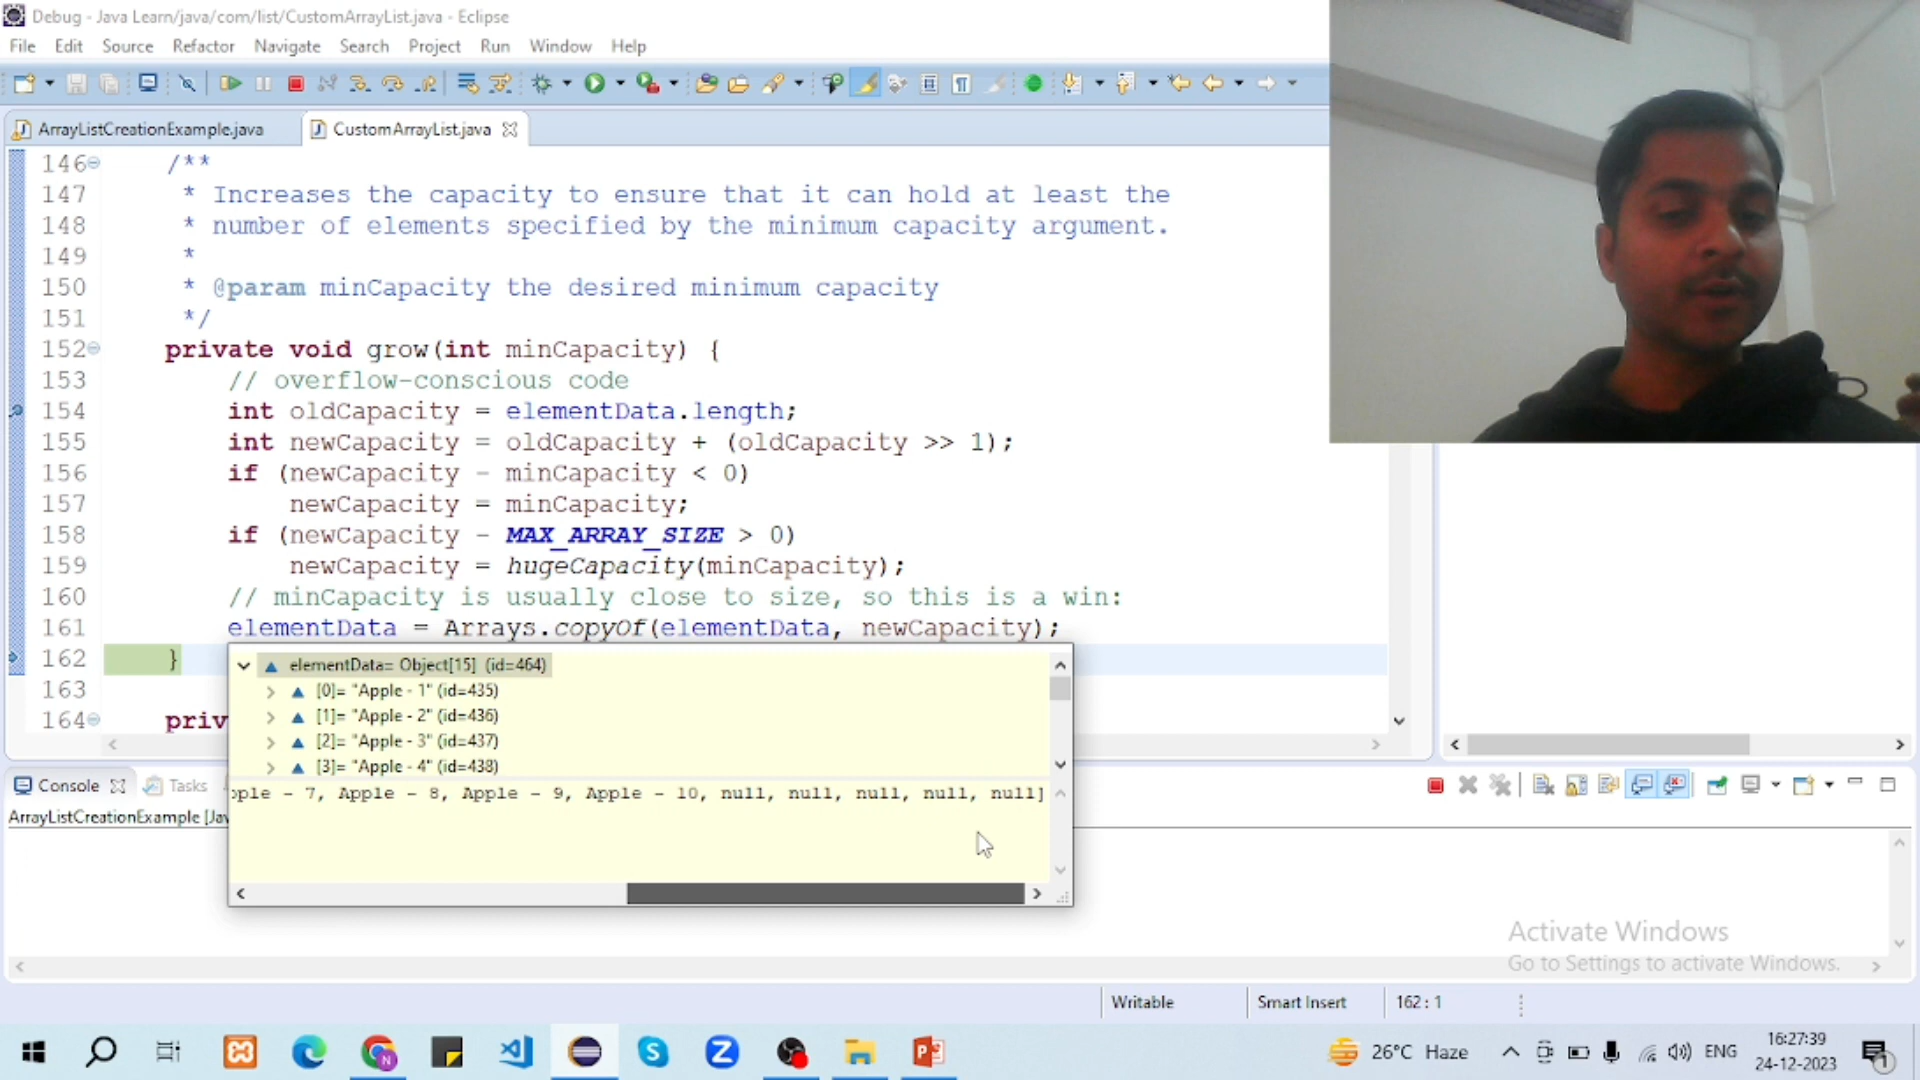 Debug - Java Learn/java/com/list/CustomArrayList.java - Eclipse
File Edit Source Refactor Navigate Search Project Run Window Help
ArrayListCreationExample.java CustomArrayList.java
146 /**
147 * Increases the capacity to ensure that it can hold at least the
148 * number of elements specified by the minimum capacity argument.
149 *
150 * @param minCapacity the desired minimum capacity
151 */
152 private void grow(int minCapacity) {
153 // overflow-conscious code
154 int oldCapacity = elementData.length;
155 int newCapacity = oldCapacity + (oldCapacity >> 1);
156 if (newCapacity - minCapacity < 0)
157 newCapacity = minCapacity;
158 if (newCapacity - MAX_ARRAY_SIZE > 0)
159 newCapacity = hugeCapacity(minCapacity);
160 // minCapacity is usually close to size, so this is a win:
161 elementData = Arrays.copyOf(elementData, newCapacity);
162 }
163
164 priv
elementData= Object[15] (id=464)
[0]= "Apple - 1" (id=435)
[1]= "Apple - 2" (id=436)
[2]= "Apple - 3" (id=437)
[3]= "Apple - 4" (id=438)
pple - 7, Apple - 8, Apple - 9, Apple - 10, null, null, null, null, null]
Console Tasks
ArrayListCreationExample [Jav
Activate Windows
Go to Settings to activate Windows.
Writable Smart Insert 162 : 1
26°C Haze ENG 16:27:39
24-12-2023
1